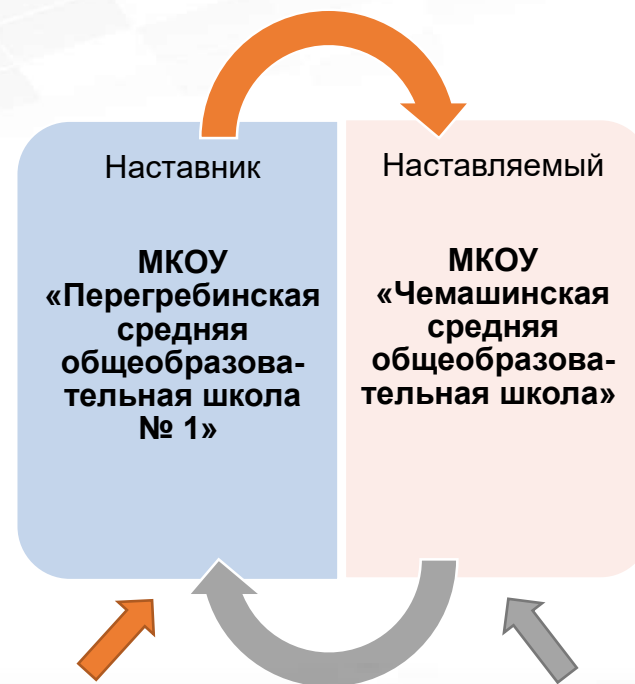 Наставник
МКОУ
«Перегребинская
средняя
общеобразова-
тельная школа
№ 1»
Наставляемый
МКОУ
«Чемашинская
средняя
общеобразова-
тельная школа»